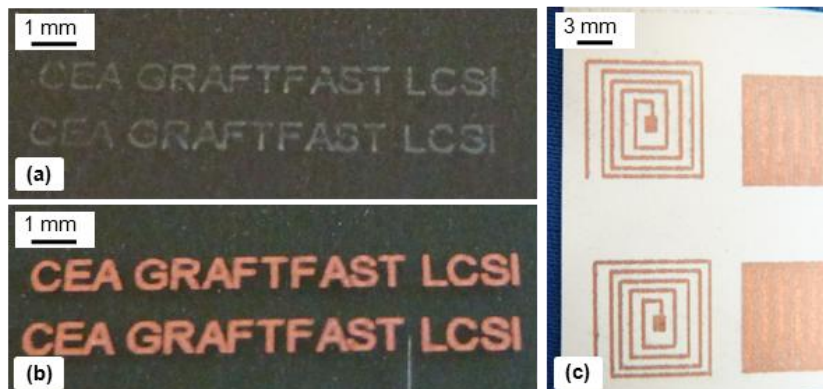 1 mm
CEA GRAFTFAST LCSI
CEA GRAFTFAST LCSI
(a)
1 mm
CEA GRAFTFAST LCSI
CEA GRAFTFAST LCSI
(b)
3 mm
(c)